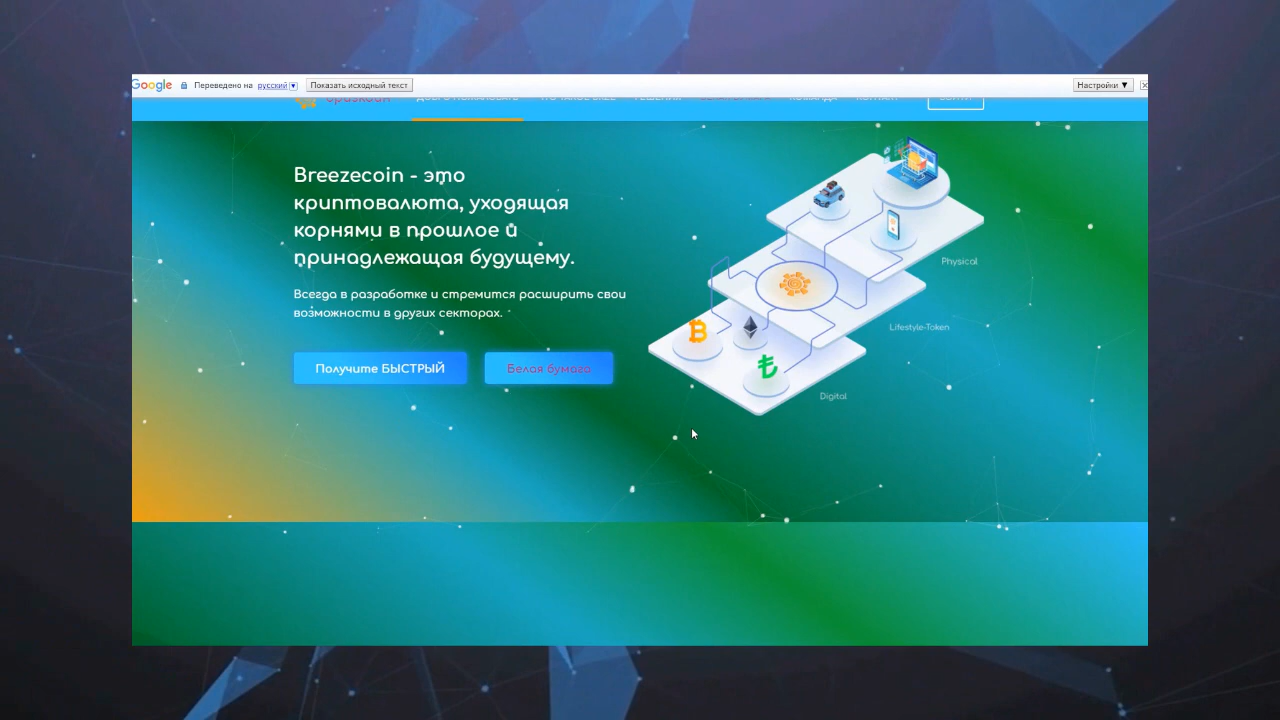 Google Переведено на русский Показать исходный текст Настройки ▼
Breezecoin - это
криптовалюта, уходящая
корнями в прошлое и
принадлежащая будущему.
Всегда в разработке и стремится расширить свои
возможности в других секторах.
Получите БЫСТРЫЙ Белая бумага
Physical
Lifestyle-Token
Digital